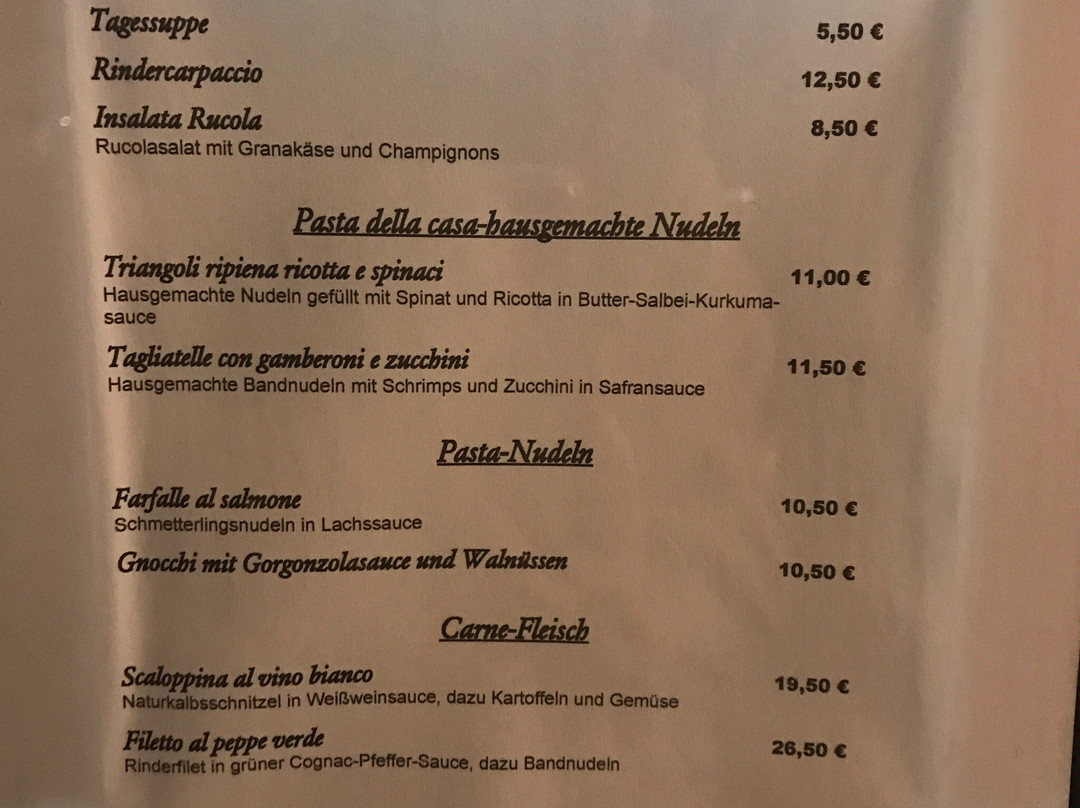 Tagessuppe 5,50 €
Rindercarpaccio 12,50 €
Insalata Rucola 8,50 €
Rucolasalat mit Granakäse und Champignons
Pasta della casa-hausgemachte Nudeln
Triangoli ripiena ricotta e spinaci 11,00 €
Hausgemachte Nudeln gefüllt mit Spinat und Ricotta in Butter-Salbei-Kurkuma-
sauce
Tagliatelle con gamberoni e zucchini 11,50 €
Hausgemachte Bandnudeln mit Schrimps und Zucchini in Safransauce
Pasta-Nudeln
Farfalle al salmone 10,50 €
Schmetterlingsnudeln in Lachssauce
Gnocchi mit Gorgonzolasauce und Walnüssen 10,50 €
Carne-Fleisch
Scaloppina al vino bianco 19,50 €
Naturkalbsschnitzel in Weißweinsauce, dazu Kartoffeln und Gemüse
Filetto al peppe verde 26,50 €
Rinderfilet in grüner Cognac-Pfeffer-Sauce, dazu Bandnudeln